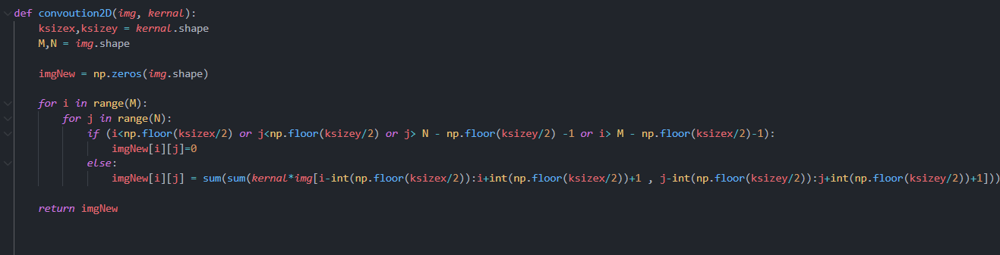 def convoution2D(img, kernal):
    ksizex,ksizey = kernal.shape
    M,N = img.shape
    imgNew = np.zeros(img.shape)
    for i in range(M):
        for j in range(N):
            if (i<np.floor(ksizex/2) or j<np.floor(ksizey/2) or j> N - np.floor(ksizey/2) -1 or i> M - np.floor(ksizex/2)-1):
                imgNew[i][j]=0
            else:
                imgNew[i][j] = sum(sum(kernal*img[i-int(np.floor(ksizex/2)):i+int(np.floor(ksizex/2))+1 , j-int(np.floor(ksizey/2)):j+int(np.floor(ksizey/2))+1]))
    return imgNew